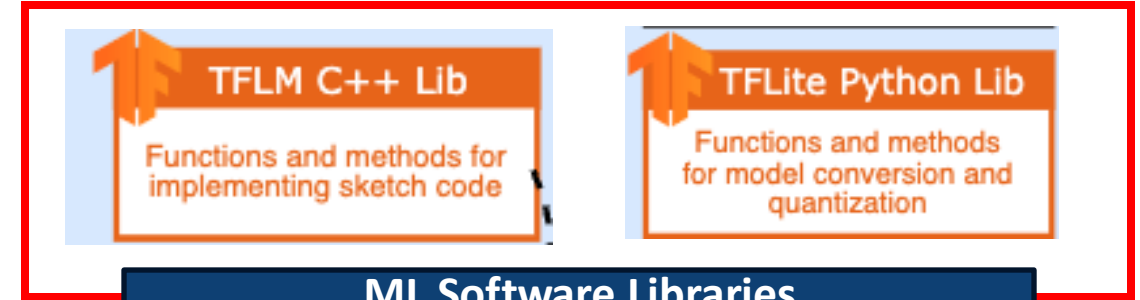 TFLM C++ Lib
Functions and methods for
implementing sketch code
TFLite Python Lib
Functions and methods
for model conversion and
quantization
ML Software Libraries